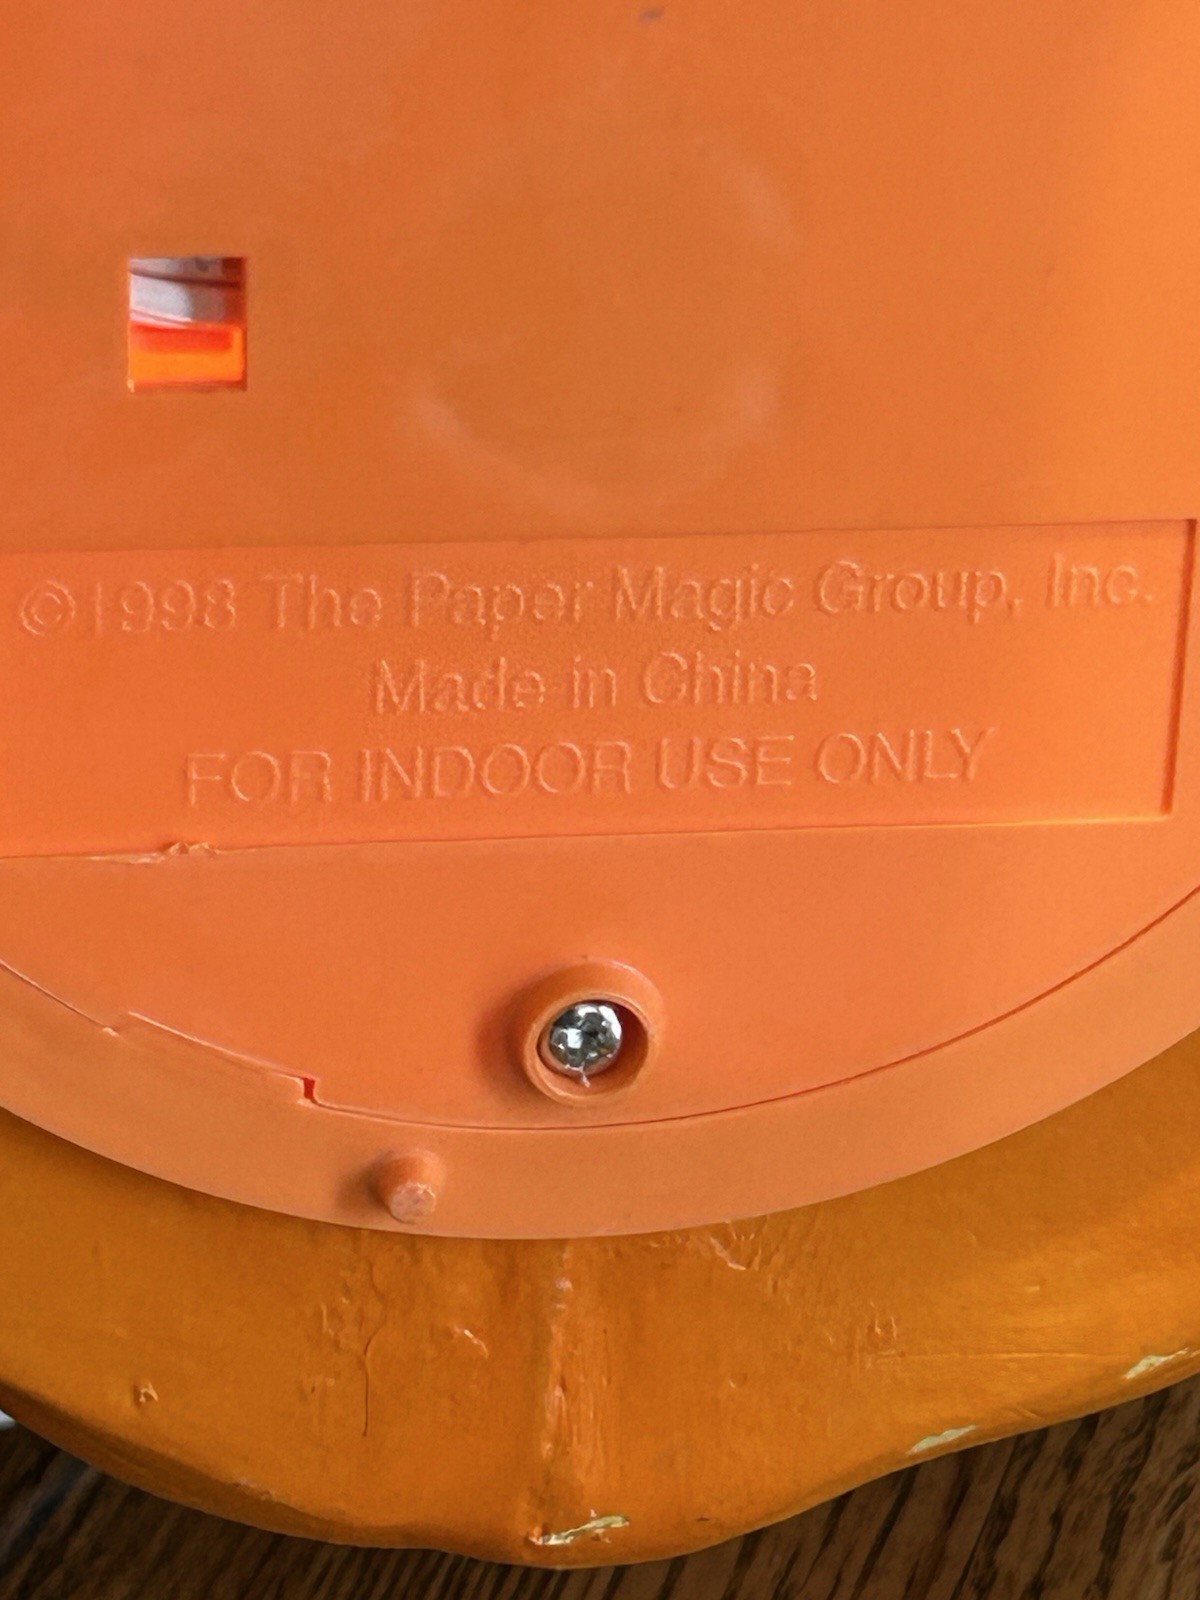 ©1998 The Paper Magic Group, Inc.
Made in China
FOR INDOOR USE ONLY